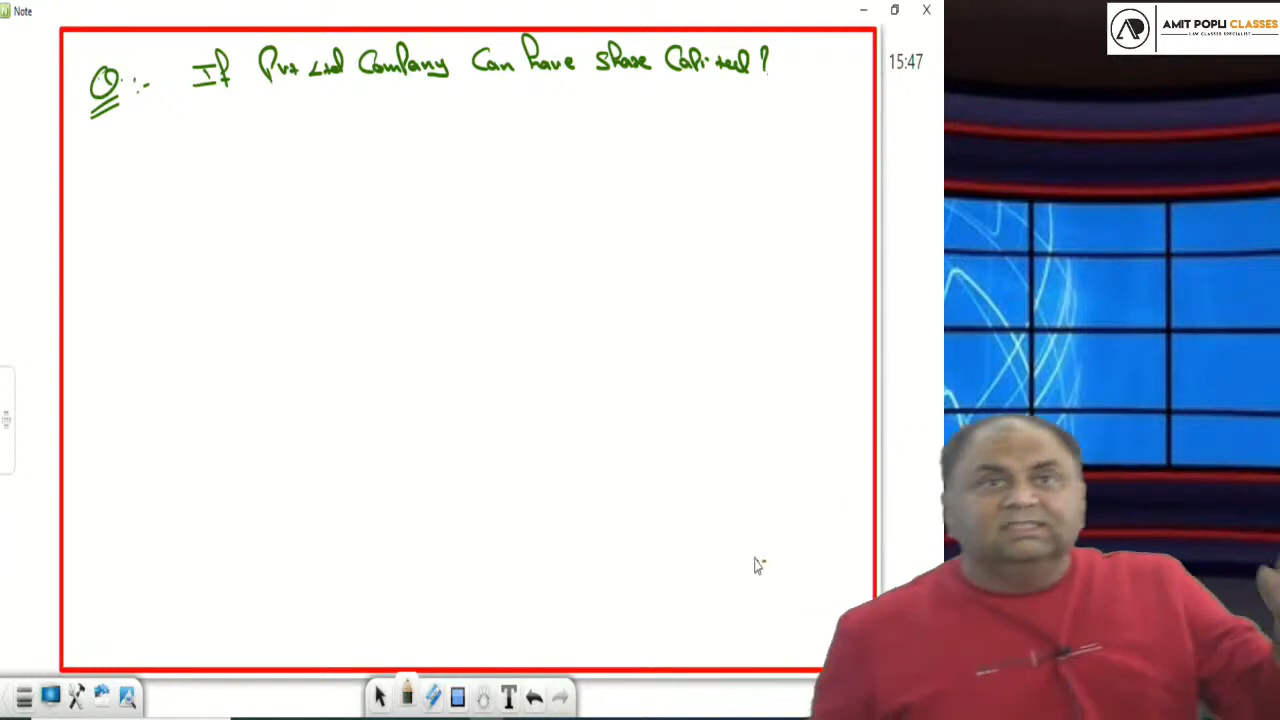 Note
AMIT POPLI CLASSES
LAW CLASSES SPECIALIST
15:47
Q:- If Pvt Ltd Company Can have share Capital?